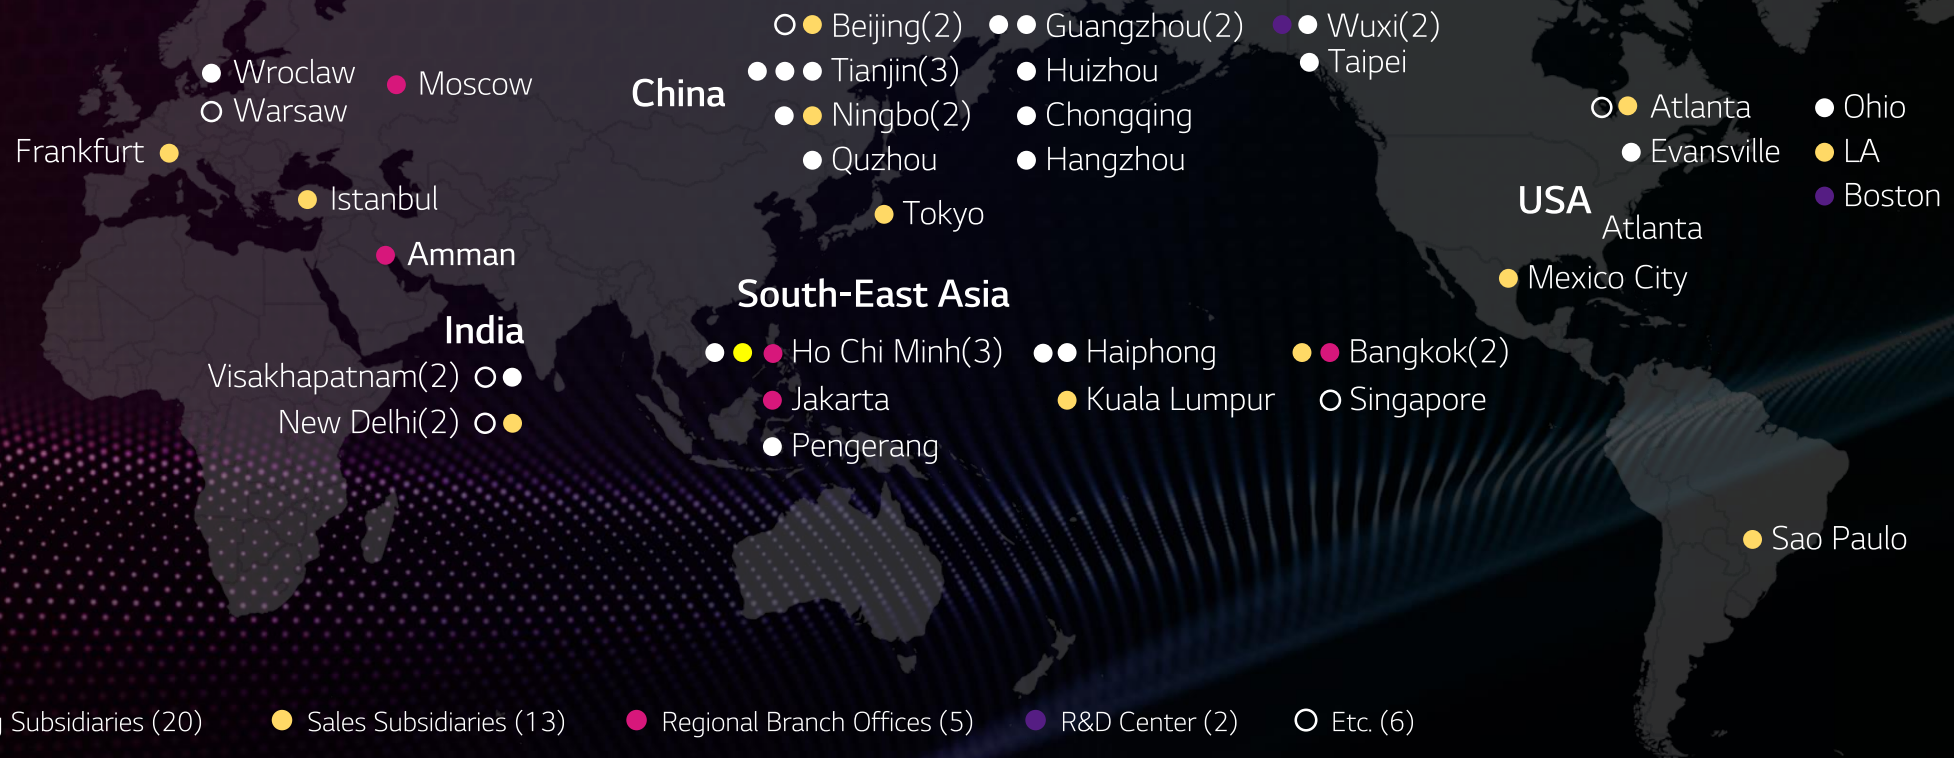 Wroclaw
Warsaw
Moscow
Frankfurt
Istanbul
Amman
China
Beijing(2)
Tianjin(3)
Ningbo(2)
Quzhou
Guangzhou(2)
Huizhou
Chongqing
Hangzhou
Wuxi(2)
Taipei
Tokyo
USA
Atlanta
Evansville
Ohio
LA
Boston
Atlanta
Mexico City
India
Visakhapatnam(2)
New Delhi(2)
South-East Asia
Ho Chi Minh(3)
Jakarta
Pengerang
Haiphong
Kuala Lumpur
Bangkok(2)
Singapore
Sao Paulo
Subsidiaries (20)
Sales Subsidiaries (13)
Regional Branch Offices (5)
R&D Center (2)
Etc. (6)